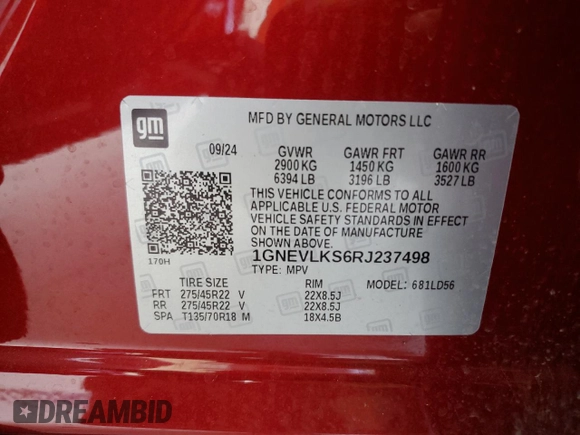 gm
MFD BY GENERAL MOTORS LLC
09/24 GVWR GAWR FRT GAWR RR
2900 KG 1450 KG 1600 KG
6394 LB 3196 LB 3527 LB
THIS VEHICLE CONFORMS TO ALL
APPLICABLE U.S. FEDERAL MOTOR
VEHICLE SAFETY STANDARDS IN EFFECT
ON THE DATE OF MANUFACTURE
SHOWN ABOVE.
170H 1GNEVLKS6RJ237498
TYPE: MPV
TIRE SIZE RIM MODEL: 681LD56
FRT 275/45R22 V 22X8.5J
RR 275/45R22 V 22X8.5J
SPA T135/70R18 M 18X4.5B
DREAMBID